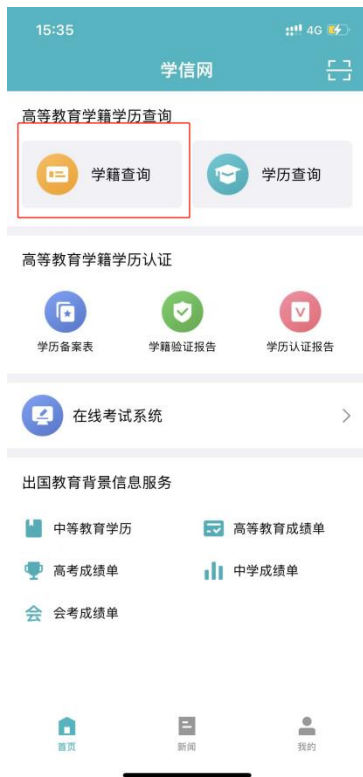 15:35
4G
学信网
高等教育学籍学历查询
学籍查询
学历查询
高等教育学籍学历认证
学历备案表
学籍验证报告
学历认证报告
在线考试系统
出国教育背景信息服务
中等教育学历
高等教育成绩单
高考成绩单
中学成绩单
会 会考成绩单
首页
新闻
我的